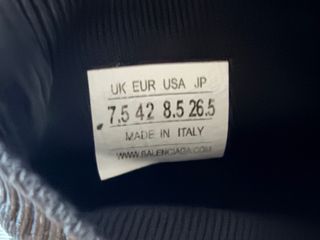 UK EUR USA JP
7.5 42 8.5 26.5
MADE IN ITALY
WWW.BALENCIAGA.COM